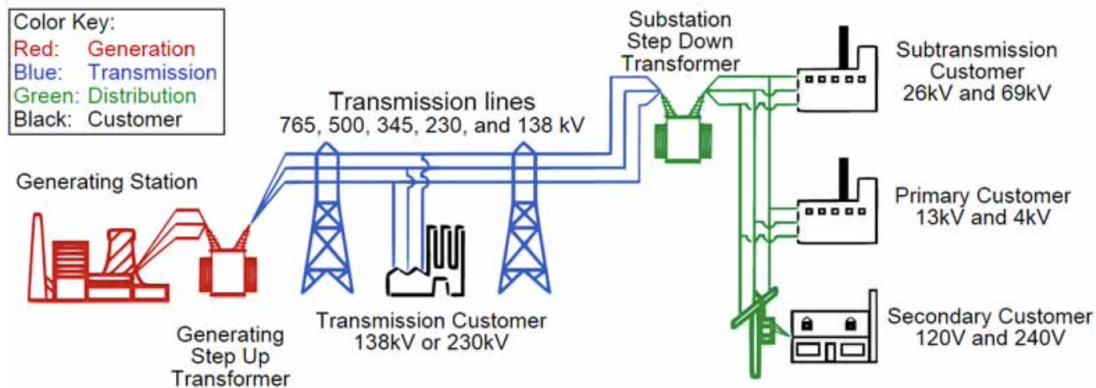 Color Key:
Red: Generation
Blue: Transmission
Green: Distribution
Black: Customer
Generating Station
Generating
Step Up
Transformer
Transmission lines
765, 500, 345, 230, and 138 kV
Transmission Customer
138kV or 230kV
Substation
Step Down
Transformer
Subtransmission
Customer
26kV and 69kV
Primary Customer
13kV and 4kV
Secondary Customer
120V and 240V